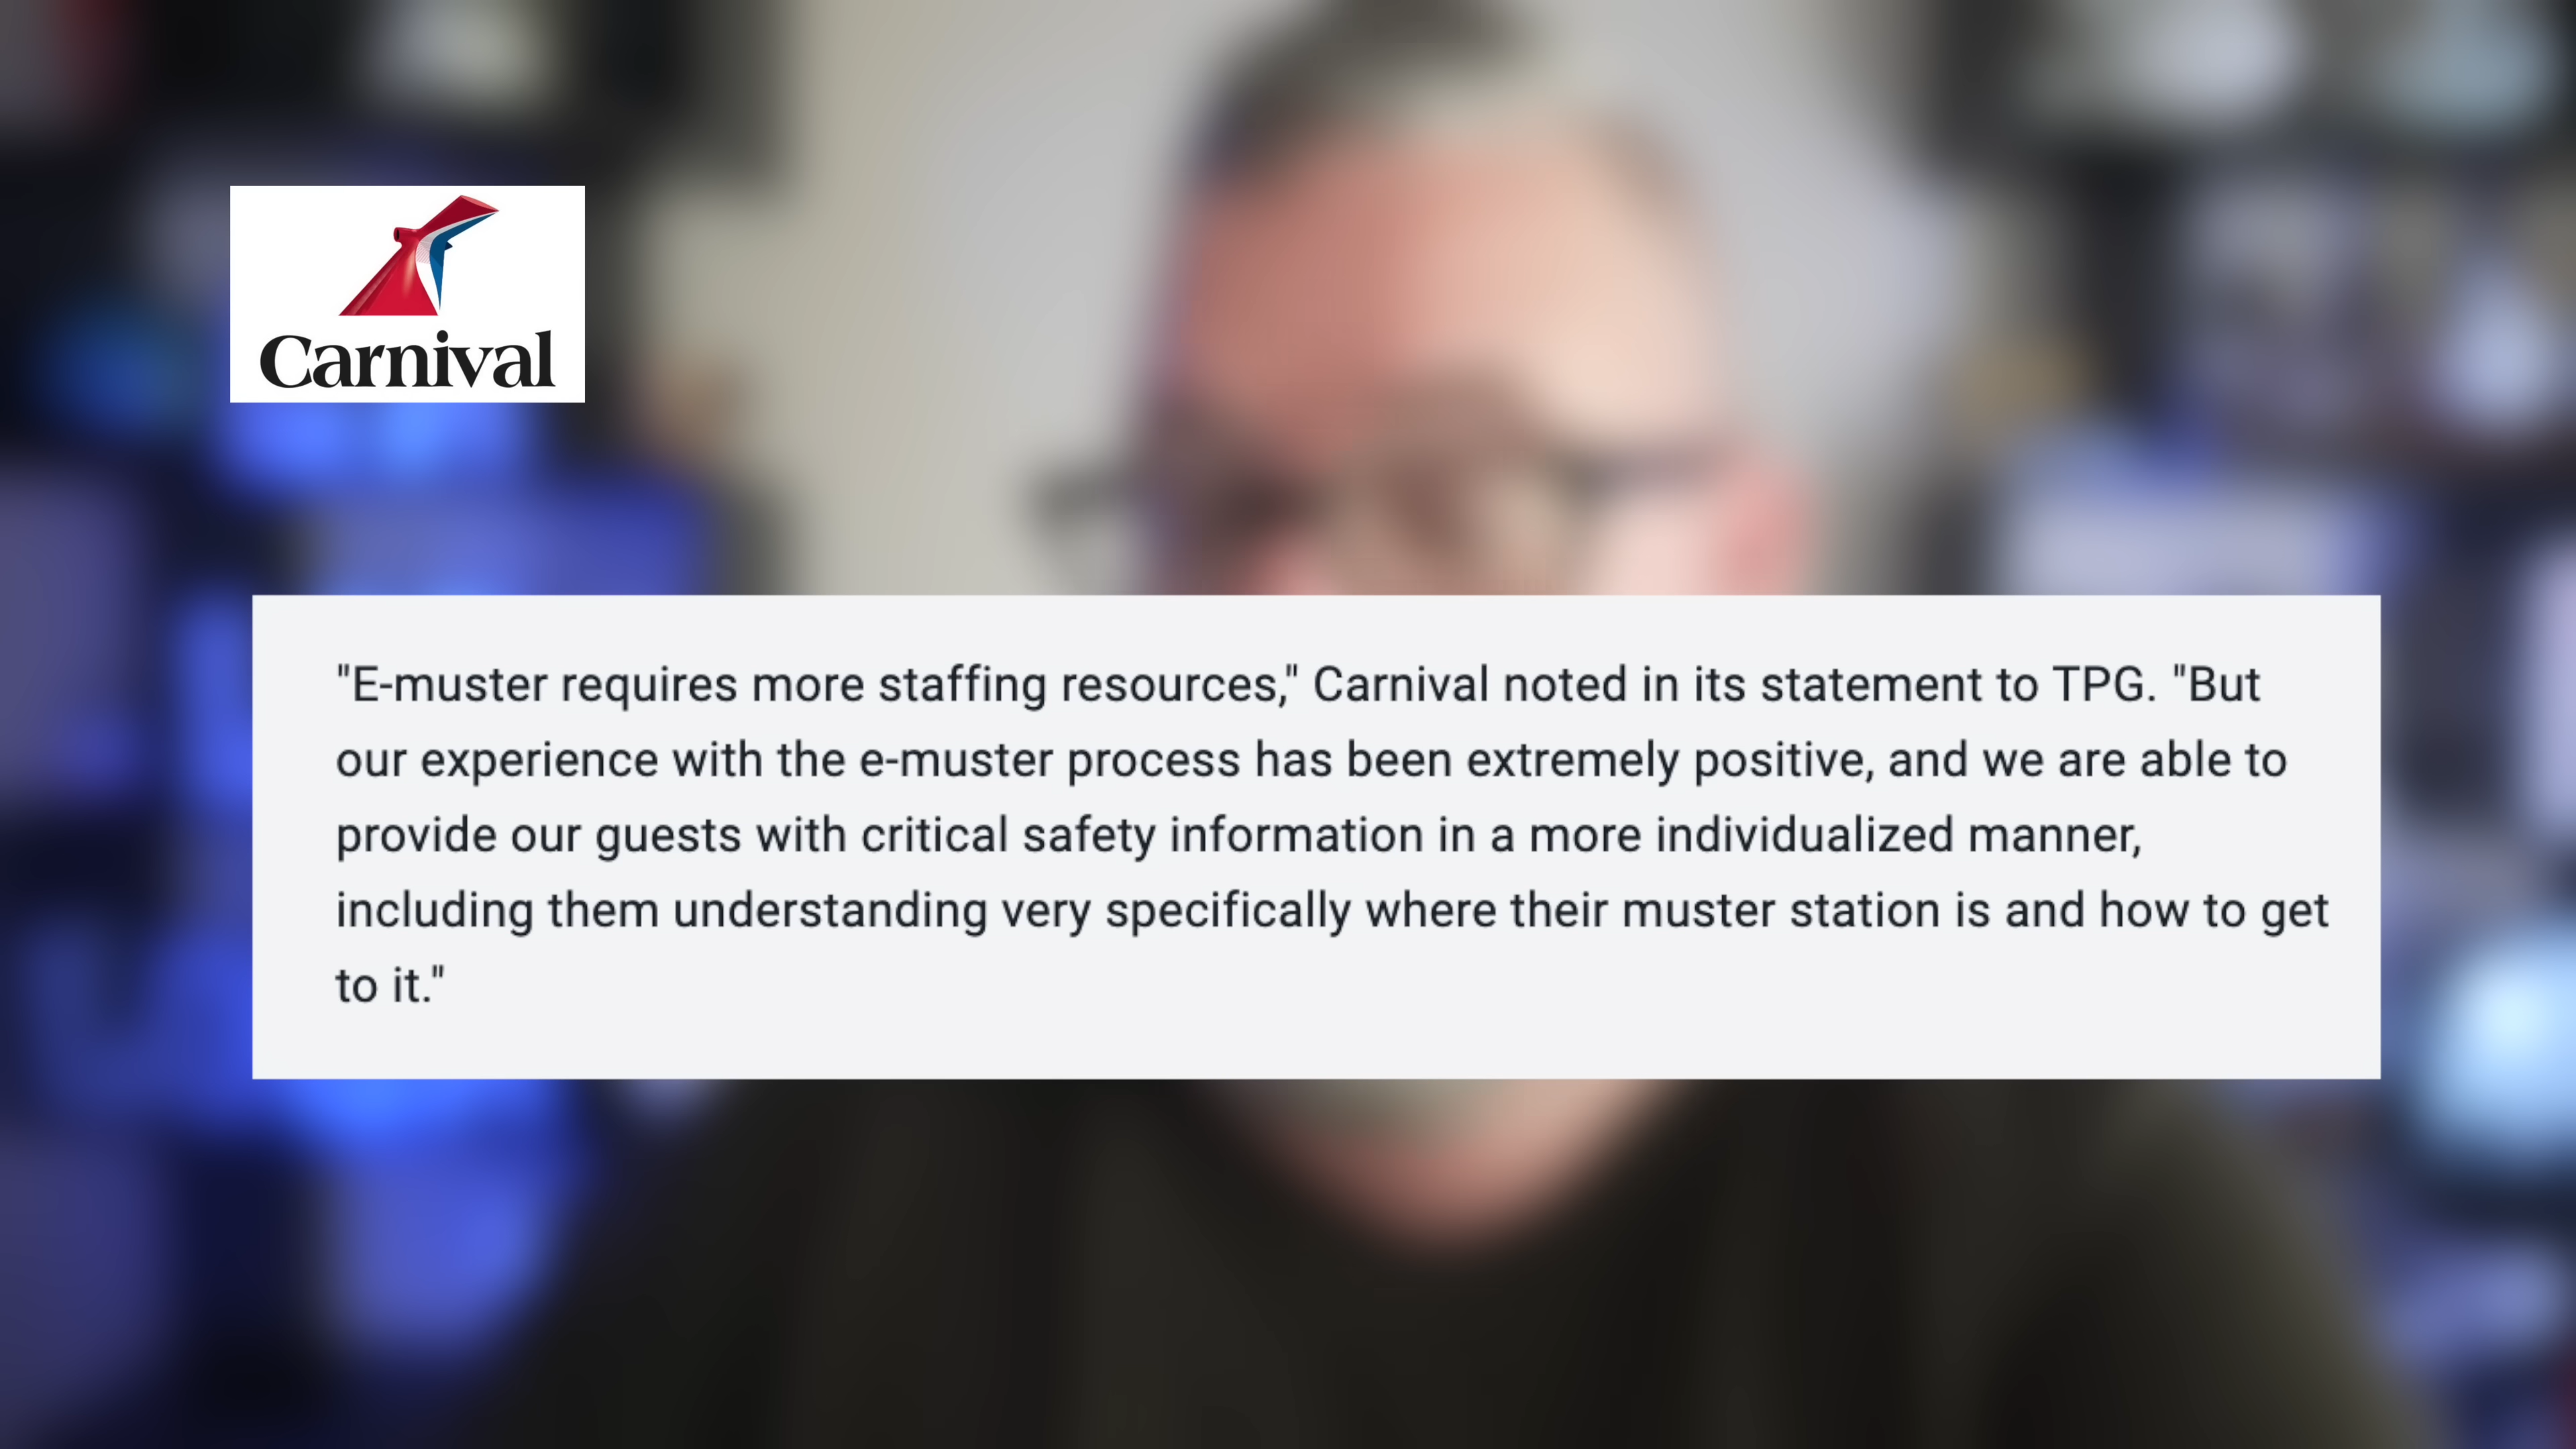 Carnival
"E-muster requires more staffing resources," Carnival noted in its statement to TPG. "But
our experience with the e-muster process has been extremely positive, and we are able to
provide our guests with critical safety information in a more individualized manner,
including them understanding very specifically where their muster station is and how to get
to it."